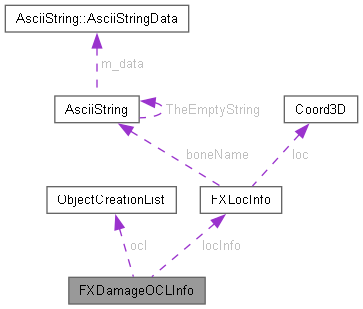 AsciiString::AsciiStringData
m_data
AsciiString
TheEmptyString
Coord3D
boneName
loc
ObjectCreationList
FXLocInfo
ocl
locInfo
FXDamageOCLInfo